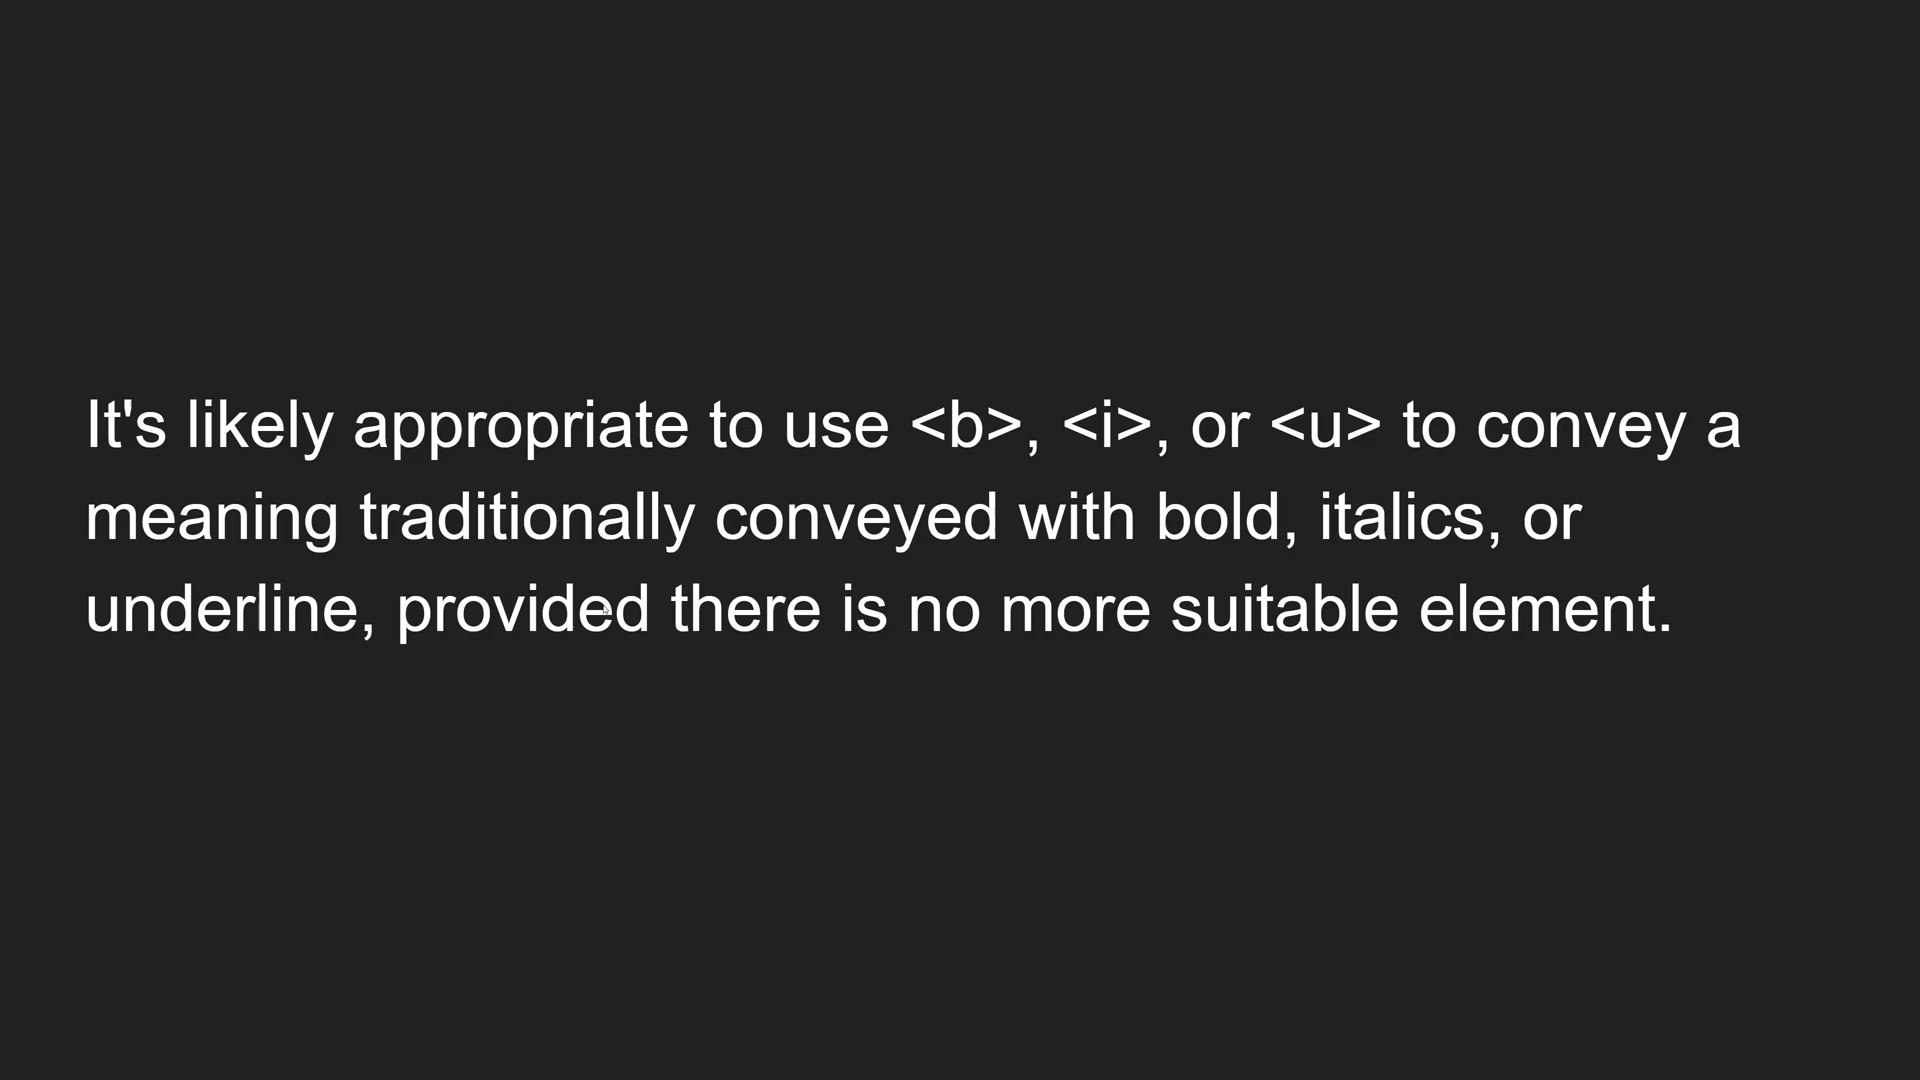 It's likely appropriate to use <b>, <i>, or <u> to convey a
meaning traditionally conveyed with bold, italics, or
underline, provided there is no more suitable element.